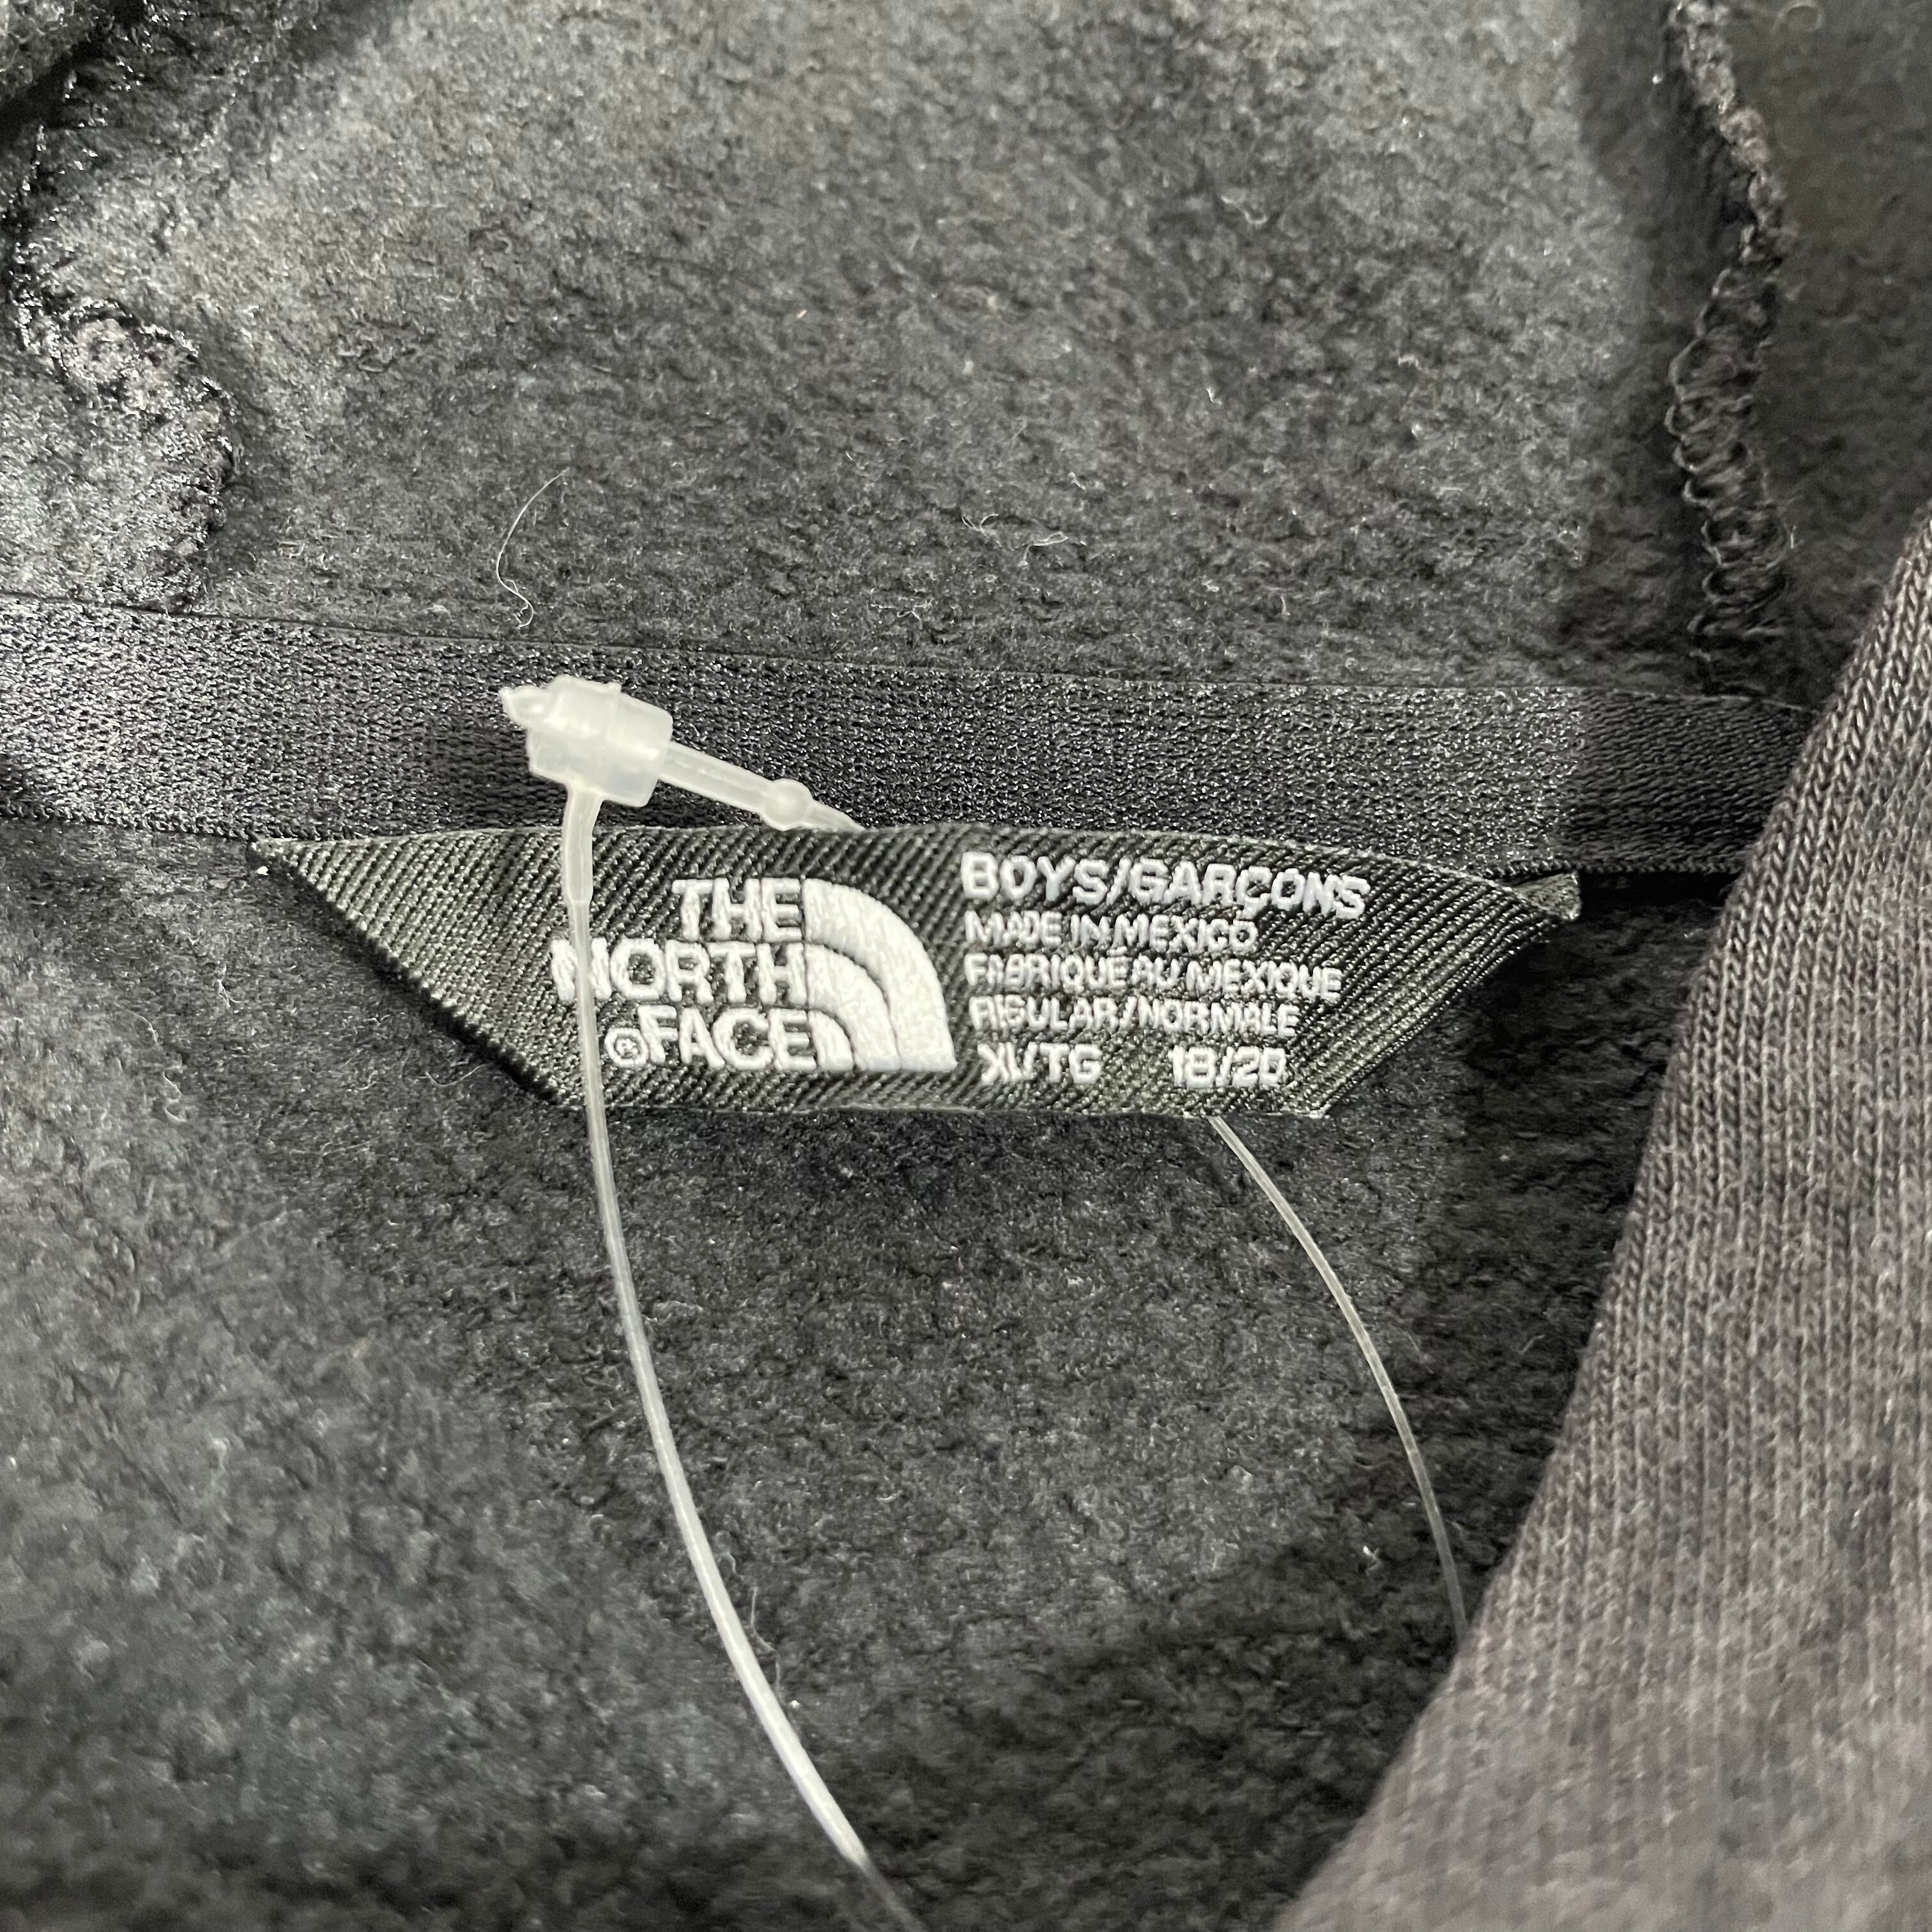 THE
NORTH
®FACE
BOYS/GARÇONS
MADE IN MEXICO
FABRIQUÉ AU MEXIQUE
REGULAR/NORMALE
XL/TG 18/20